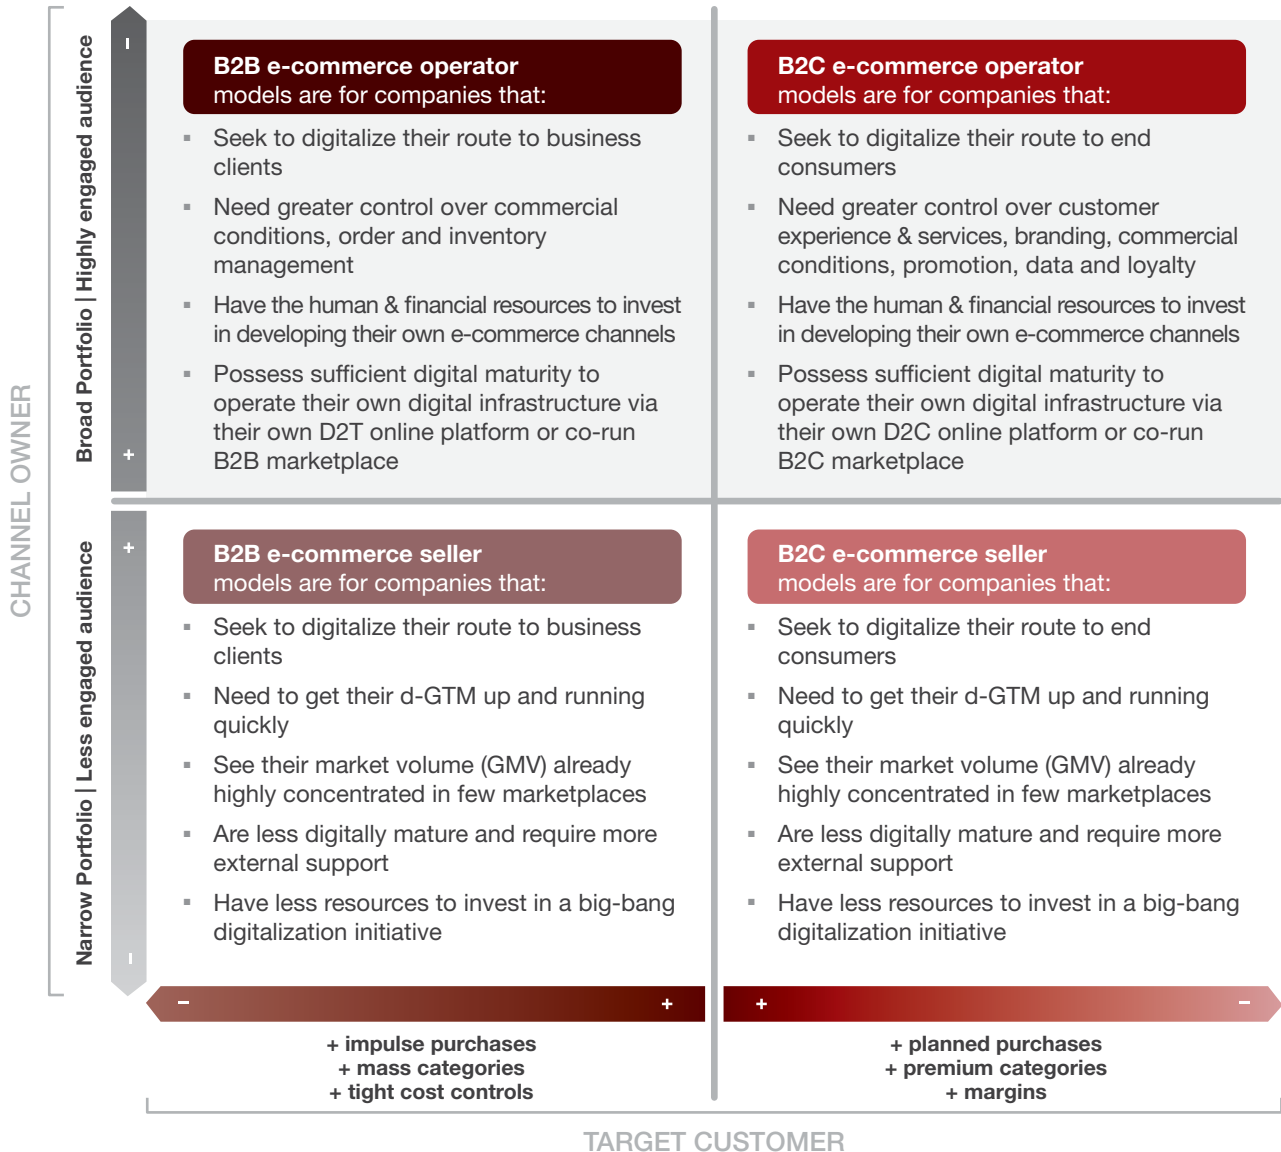 CHANNEL OWNER
Broad Portfolio | Highly engaged audience
Narrow Portfolio | Less engaged audience
–
+
+
–
B2B e-commerce operator
models are for companies that:
▪ Seek to digitalize their route to business
clients
▪ Need greater control over commercial
conditions, order and inventory
management
▪ Have the human & financial resources to invest
in developing their own e-commerce channels
▪ Possess sufficient digital maturity to
operate their own digital infrastructure via
their own D2T online platform or co-run
B2B marketplace
B2C e-commerce operator
models are for companies that:
▪ Seek to digitalize their route to end
consumers
▪ Need greater control over customer
experience & services, branding, commercial
conditions, promotion, data and loyalty
▪ Have the human & financial resources to invest
in developing their own e-commerce channels
▪ Possess sufficient digital maturity to
operate their own digital infrastructure via
their own D2C online platform or co-run
B2C marketplace
B2B e-commerce seller
models are for companies that:
▪ Seek to digitalize their route to business
clients
▪ Need to get their d-GTM up and running
quickly
▪ See their market volume (GMV) already
highly concentrated in few marketplaces
▪ Are less digitally mature and require more
external support
▪ Have less resources to invest in a big-bang
digitalization initiative
B2C e-commerce seller
models are for companies that:
▪ Seek to digitalize their route to end
consumers
▪ Need to get their d-GTM up and running
quickly
▪ See their market volume (GMV) already
highly concentrated in few marketplaces
▪ Are less digitally mature and require more
external support
▪ Have less resources to invest in a big-bang
digitalization initiative
– +
+ –
+ impulse purchases
+ mass categories
+ tight cost controls
+ planned purchases
+ premium categories
+ margins
TARGET CUSTOMER